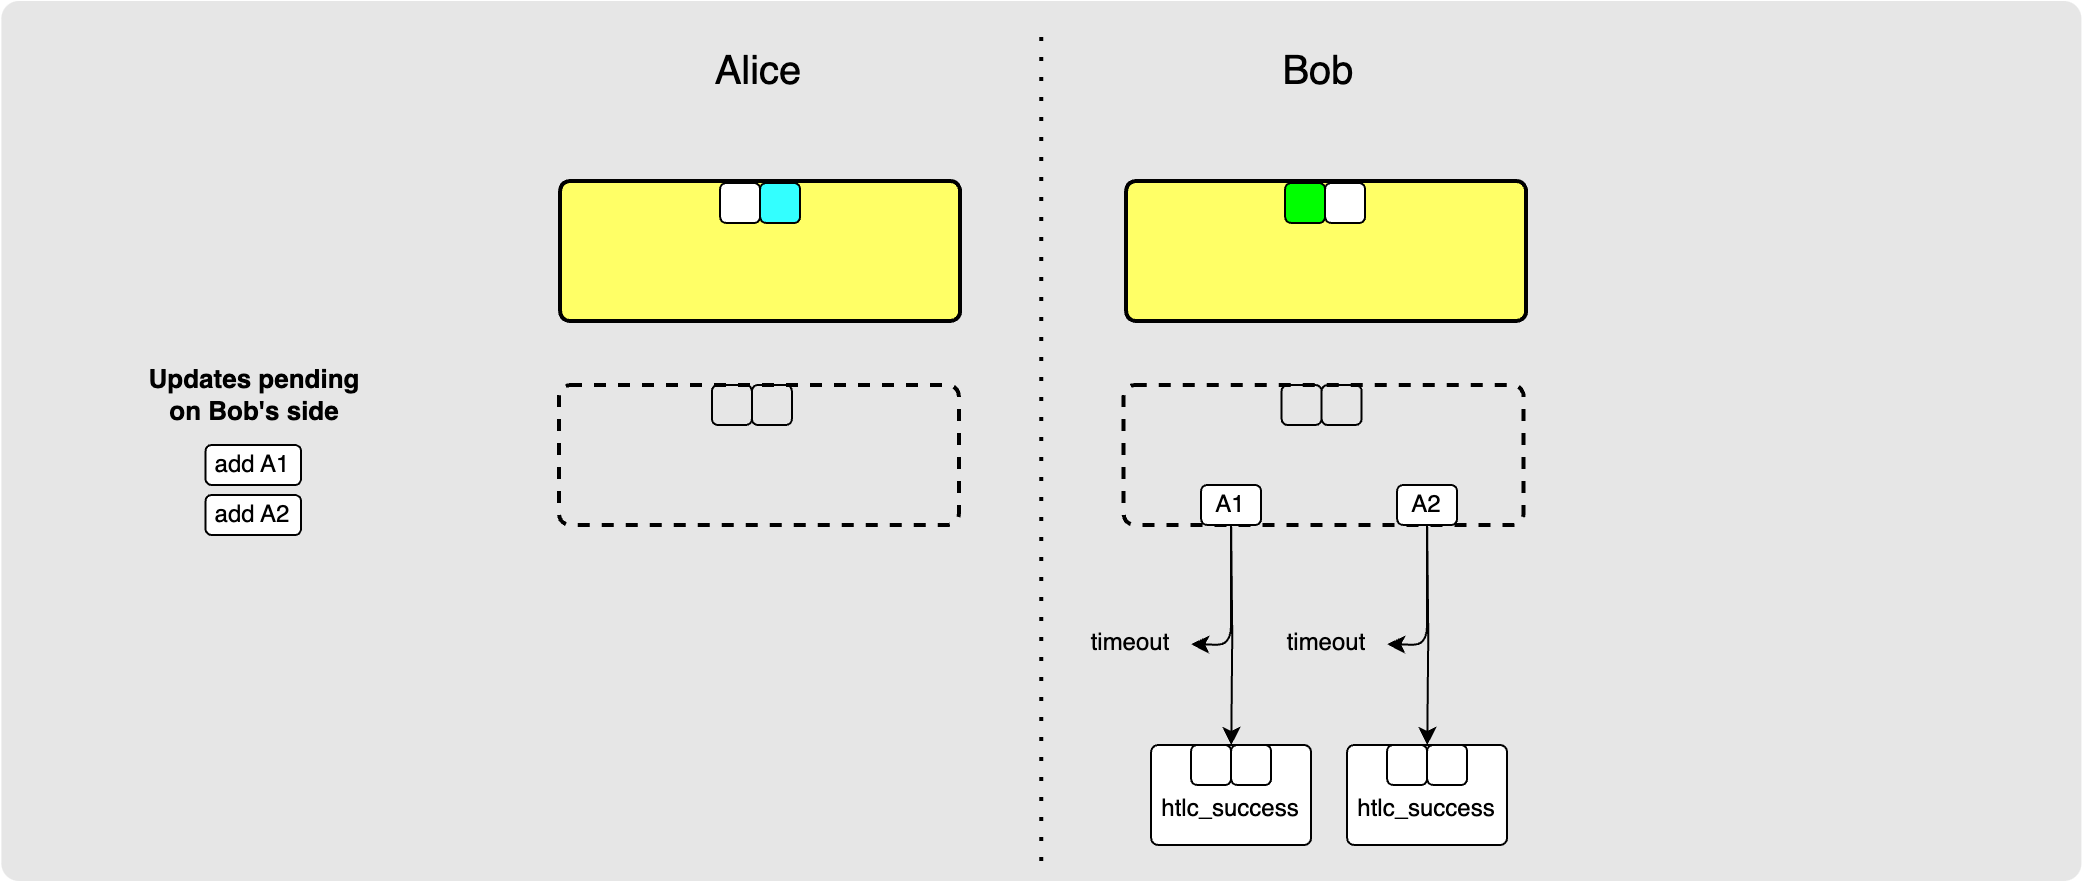 Alice
Bob
Updates pending
on Bob's side
add A1
add A2
A1
A2
timeout
timeout
htlc_success
htlc_success